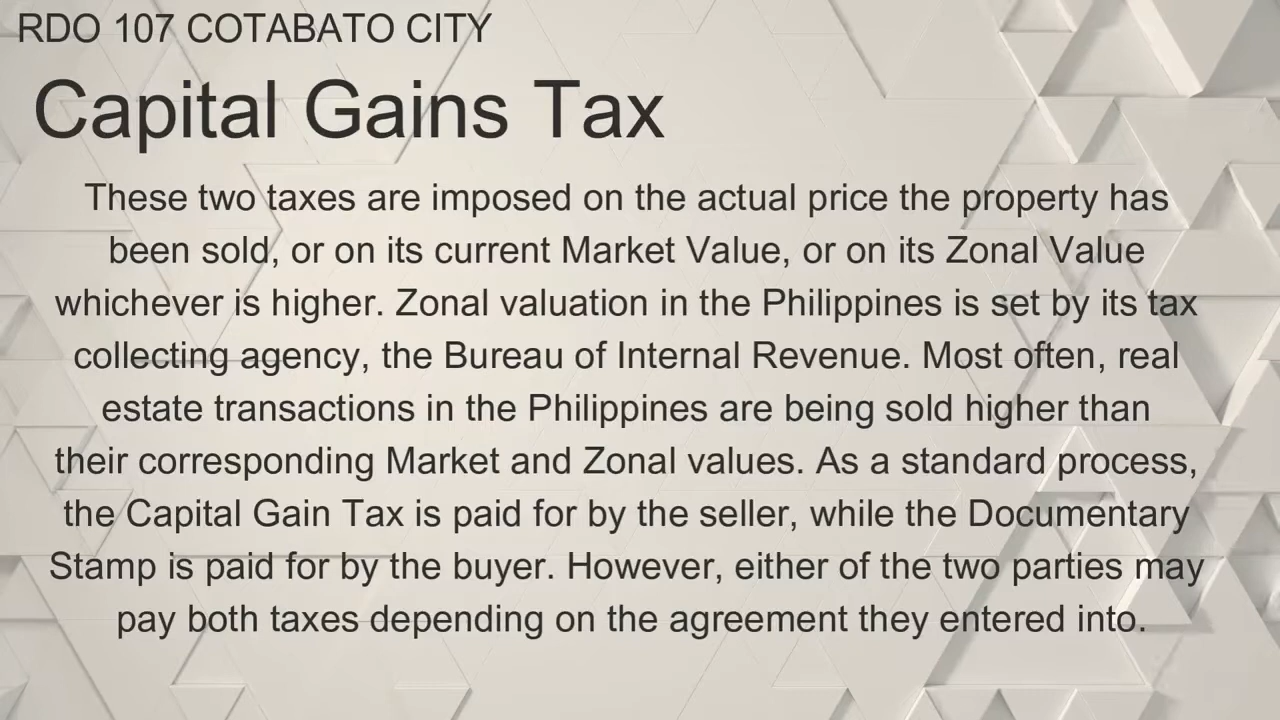 RDO 107 COTABATO CITY
Capital Gains Tax
These two taxes are imposed on the actual price the property has
been sold, or on its current Market Value, or on its Zonal Value
whichever is higher. Zonal valuation in the Philippines is set by its tax
collecting agency, the Bureau of Internal Revenue. Most often, real
estate transactions in the Philippines are being sold higher than
their corresponding Market and Zonal values. As a standard process,
the Capital Gain Tax is paid for by the seller, while the Documentary
Stamp is paid for by the buyer. However, either of the two parties may
pay both taxes depending on the agreement they entered into.